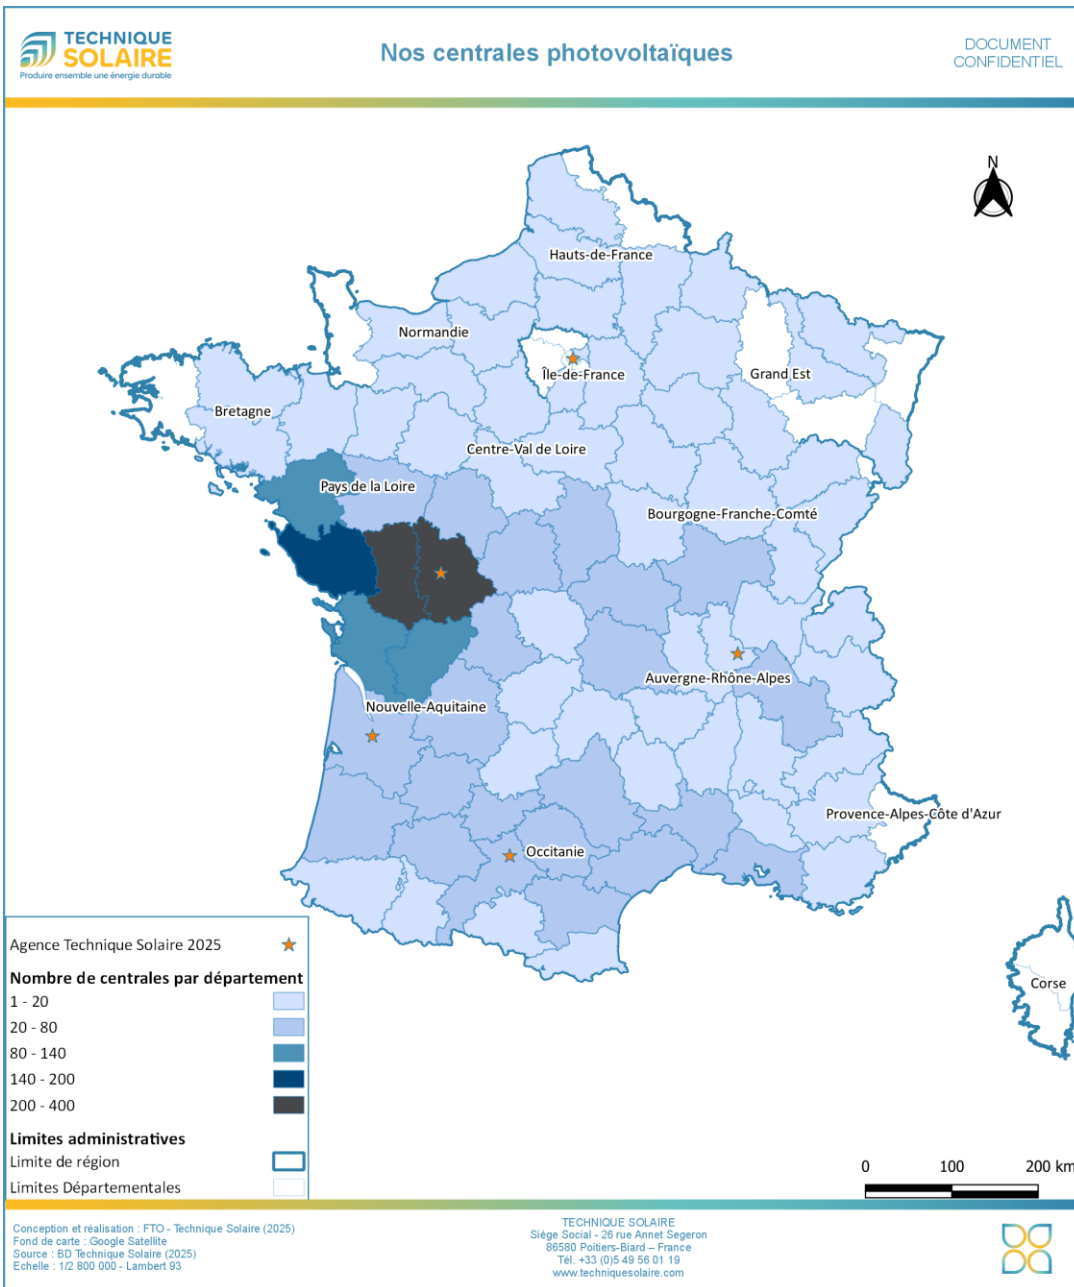 TECHNIQUE
SOLAIRE
Produire ensemble une énergie durable
Nos centrales photovoltaïques
DOCUMENT
CONFIDENTIEL
N
Hauts-de-France
Normandie
Île-de-France
Grand Est
Bretagne
Centre-Val de Loire
Pays de la Loire
Bourgogne-Franche-Comté
Auvergne-Rhône-Alpes
Nouvelle-Aquitaine
Provence-Alpes-Côte d'Azur
Occitanie
Corse
Agence Technique Solaire 2025
Nombre de centrales par département
1 - 20
20 - 80
80 - 140
140 - 200
200 - 400
Limites administratives
Limite de région
Limites Départementales
0 100 200 km
Conception et réalisation : FTO - Technique Solaire (2025)
Fond de carte : Google Satellite
Source : BD Technique Solaire (2025)
Echelle : 1/2 800 000 - Lambert 93
TECHNIQUE SOLAIRE
Siège Social - 26 rue Annet Segeron
86580 Poitiers-Biard – France
Tél. +33 (0)5 49 56 01 19
www.techniquesolaire.com